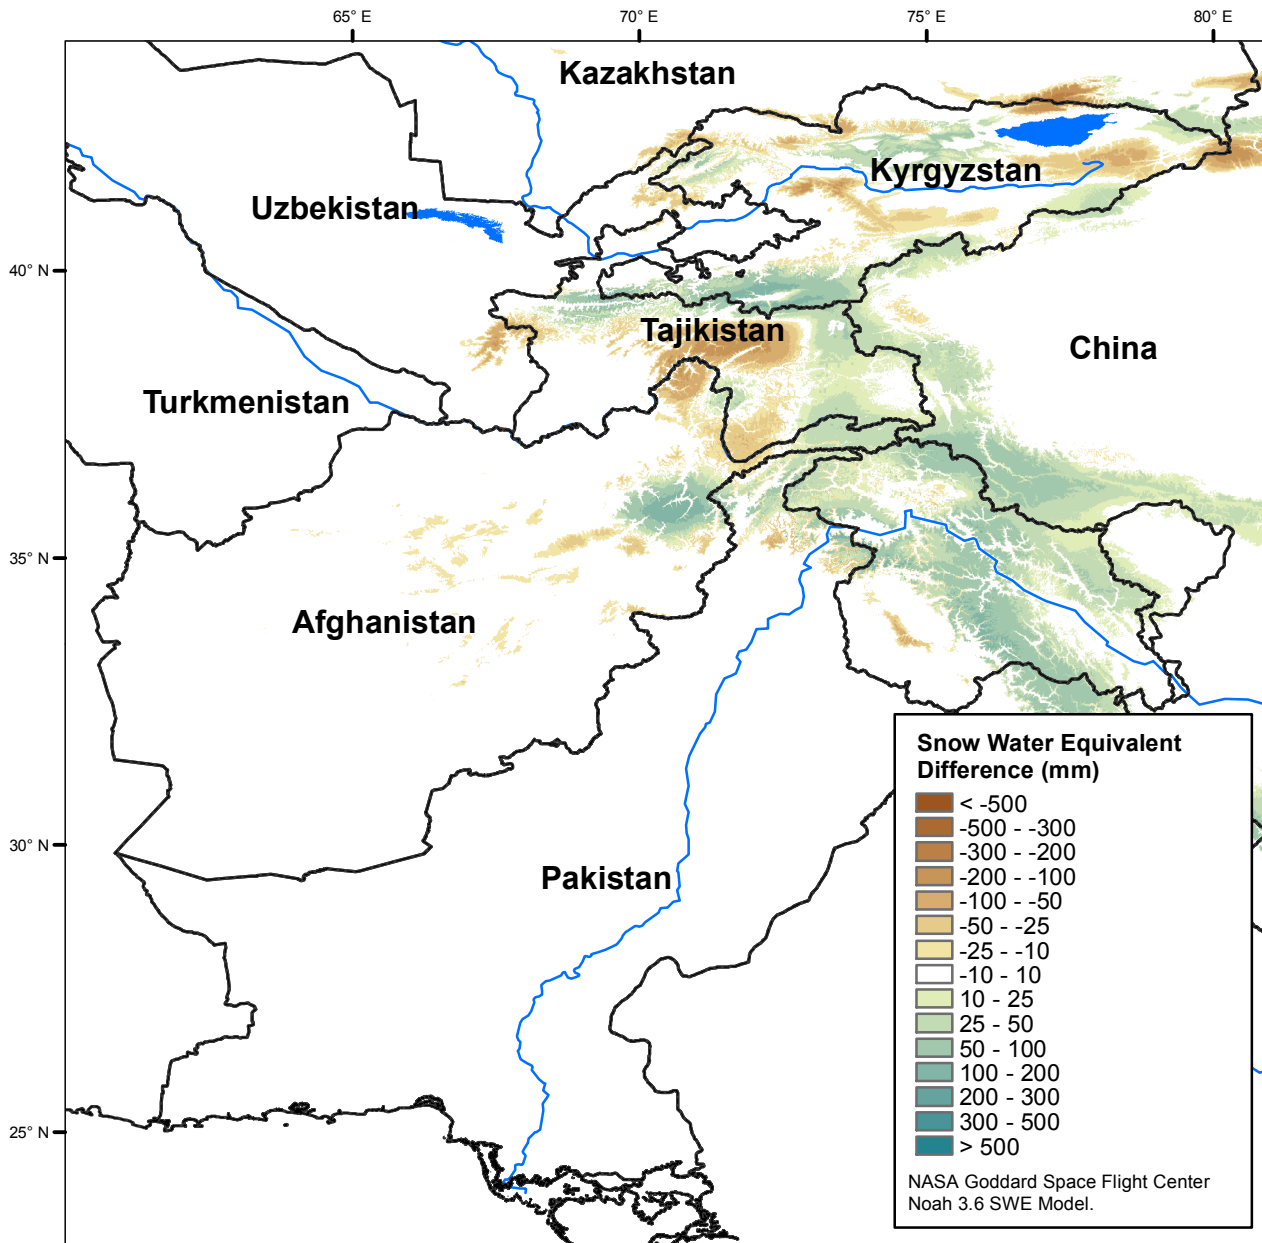 65° E
70° E
75° E
80° E
Kazakhstan
Kyrgyzstan
Uzbekistan
40° N
Tajikistan
China
Turkmenistan
35° N
Afghanistan
Snow Water Equivalent
Difference (mm)
< -500
-500 - -300
-300 - -200
-200 - -100
-100 - -50
-50 - -25
-25 - -10
-10 - 10
10 - 25
25 - 50
50 - 100
100 - 200
200 - 300
300 - 500
> 500
NASA Goddard Space Flight Center
Noah 3.6 SWE Model.
30° N
Pakistan
25° N